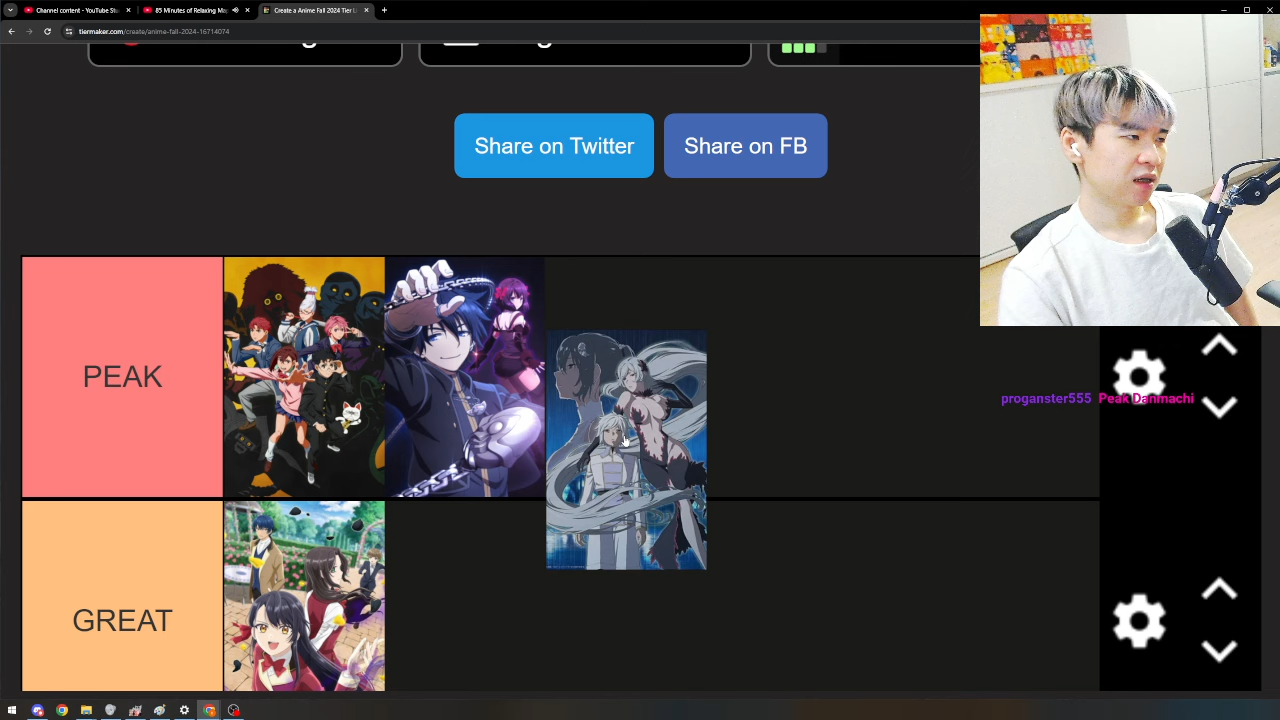 Channel content - YouTube Stu
85 Minutes of Relaxing Ma
Create a Anime Fall 2024 Tier L
tiermaker.com/create/anime-fall-2024-16714074
Share on Twitter
Share on FB
PEAK
proganster555 Peak Danmachi
GREAT